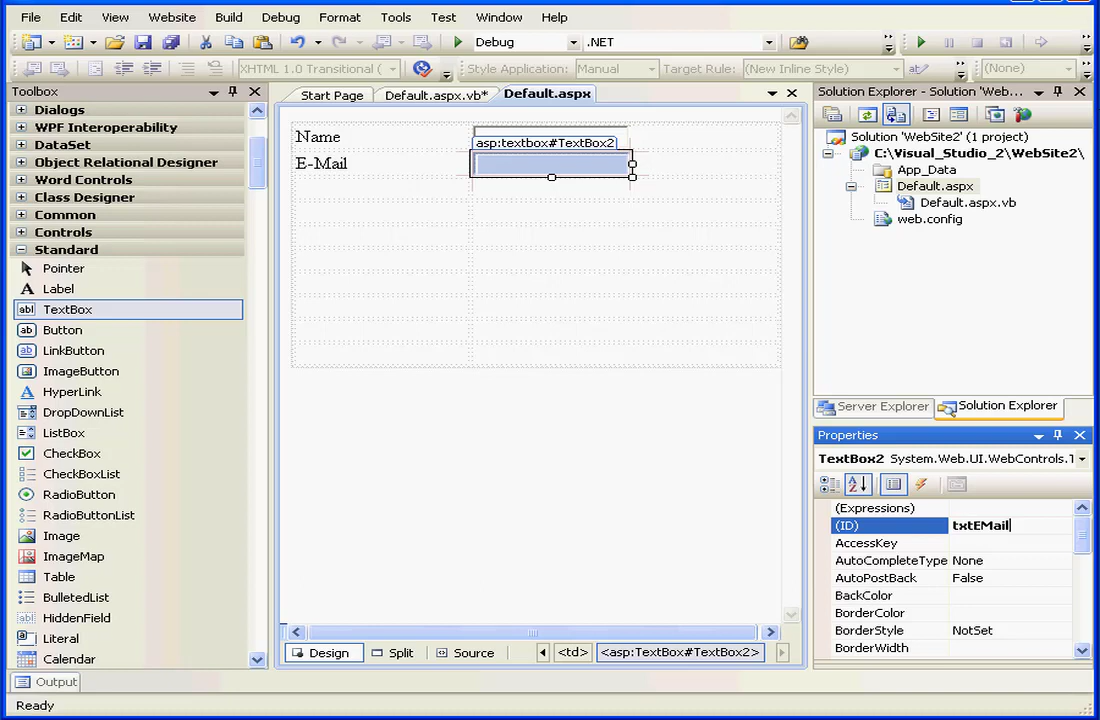 File Edit View Website Build Debug Format Tools Test Window Help
Debug .NET
XHTML 1.0 Transitional ( Style Application: Manual Target Rule: (New Inline Style) (None)
Toolbox
Dialogs
WPF Interoperability
DataSet
Object Relational Designer
Word Controls
Class Designer
Common
Controls
Standard
Pointer
A Label
abl TextBox
ab Button
ab LinkButton
ImageButton
A HyperLink
DropDownList
ListBox
CheckBox
CheckBoxList
RadioButton
RadioButtonList
Image
ImageMap
Table
BulletedList
abl HiddenField
Literal
Calendar
Start Page Default.aspx.vb* Default.aspx
Name
asp:textbox#TextBox2
E-Mail
Design Split Source <td> <asp:TextBox#TextBox2>
Solution Explorer - Solution 'Web...
Solution 'WebSite2' (1 project)
C:\Visual_Studio_2\WebSite2\
App_Data
Default.aspx
Default.aspx.vb
web.config
Server Explorer Solution Explorer
Properties
TextBox2 System.Web.UI.WebControls.T
(Expressions)
(ID) txtEMail
AccessKey
AutoCompleteType None
AutoPostBack False
BackColor
BorderColor
BorderStyle NotSet
BorderWidth
Output
Ready